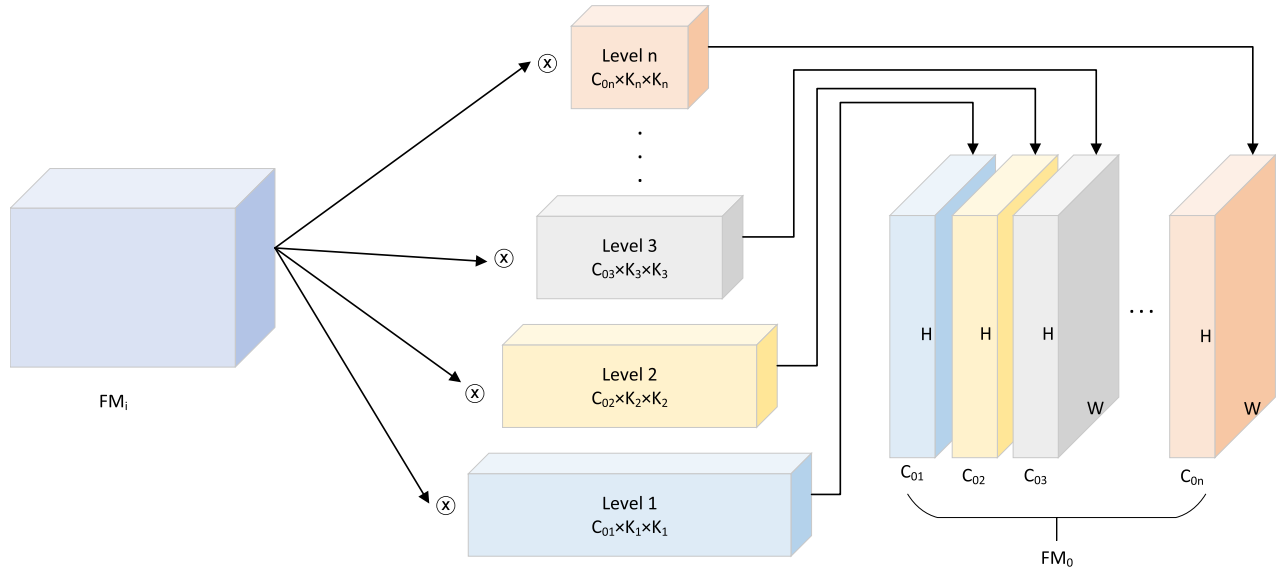 Level n
C₀ₙ×Kₙ×Kₙ
ⓧ
.
.
.
Level 3
C₀₃×K₃×K₃
ⓧ
Level 2
C₀₂×K₂×K₂
ⓧ
Level 1
C₀₁×K₁×K₁
ⓧ
FMᵢ
H
H
H
W
...
H
W
C₀₁
C₀₂
C₀₃
C₀ₙ
FM₀